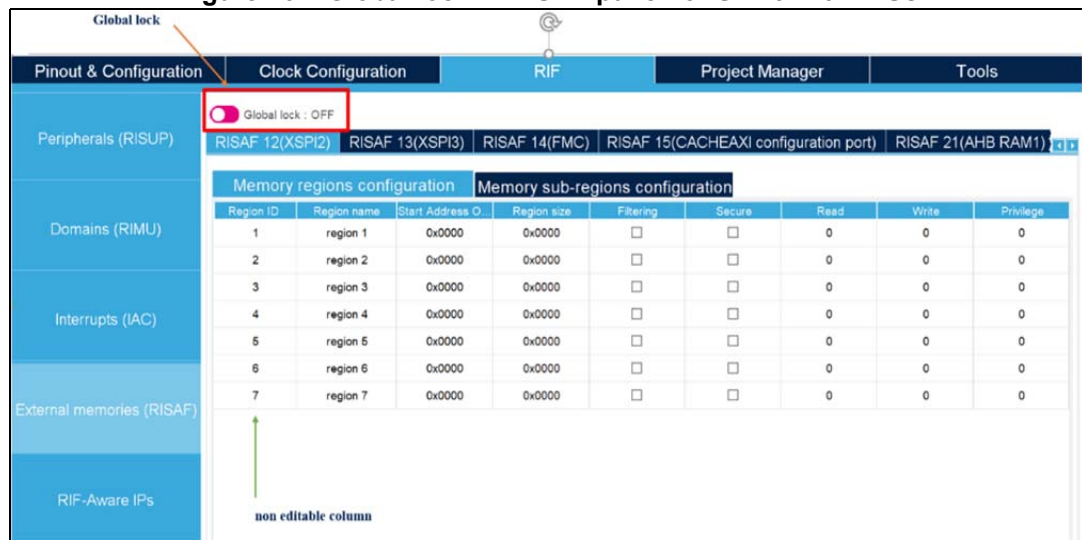 Global lock
Pinout & Configuration Clock Configuration RIF Project Manager Tools
Global lock : OFF
Peripherals (RISUP)
RISAF 12(XSPI2) RISAF 13(XSPI3) RISAF 14(FMC) RISAF 15(CACHEAXI configuration port) RISAF 21(AHB RAM1)
Memory regions configuration Memory sub-regions configuration
Region ID Region name Start Address O... Region size Filtering Secure Read Write Privilege
1 region 1 0x0000 0x0000 0 0 0
Domains (RIMU)
2 region 2 0x0000 0x0000 0 0 0
3 region 3 0x0000 0x0000 0 0 0
4 region 4 0x0000 0x0000 0 0 0
Interrupts (IAC)
5 region 5 0x0000 0x0000 0 0 0
6 region 6 0x0000 0x0000 0 0 0
7 region 7 0x0000 0x0000 0 0 0
External memories (RISAF)
RIF-Aware IPs
non editable column